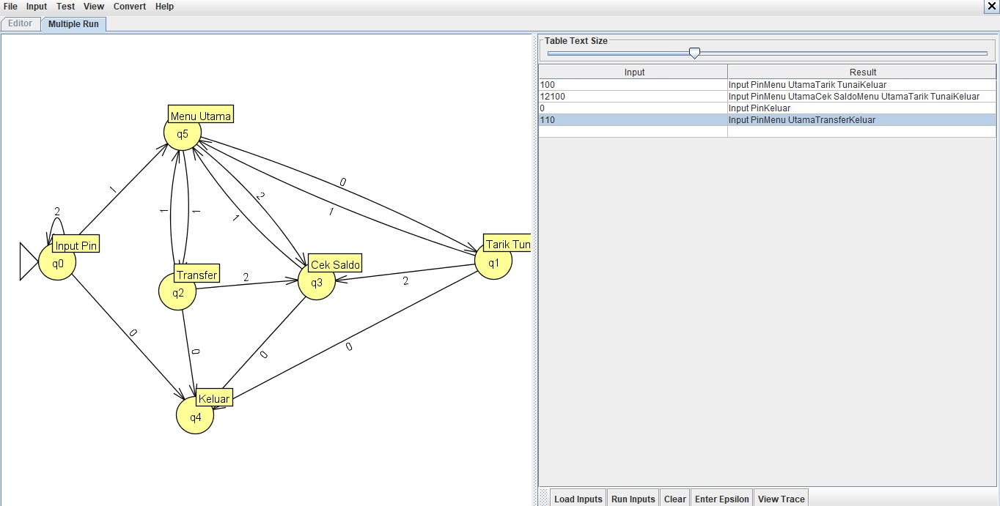 File Input Test View Convert Help
Editor Multiple Run
Table Text Size
Input Result
100 Input PinMenu UtamaTarik TunaiKeluar
12100 Input PinMenu UtamaCek SaldoMenu UtamaTarik TunaiKeluar
0 Input PinKeluar
110 Input PinMenu UtamaTransferKeluar
Menu Utama
q5
0
1
2
2
1
1
1
1
2
Input Pin
q0
Tarik Tun
q1
Cek Saldo
q3
Transfer
q2
2
2
0
0
0
0
Keluar
q4
Load Inputs Run Inputs Clear Enter Epsilon View Trace